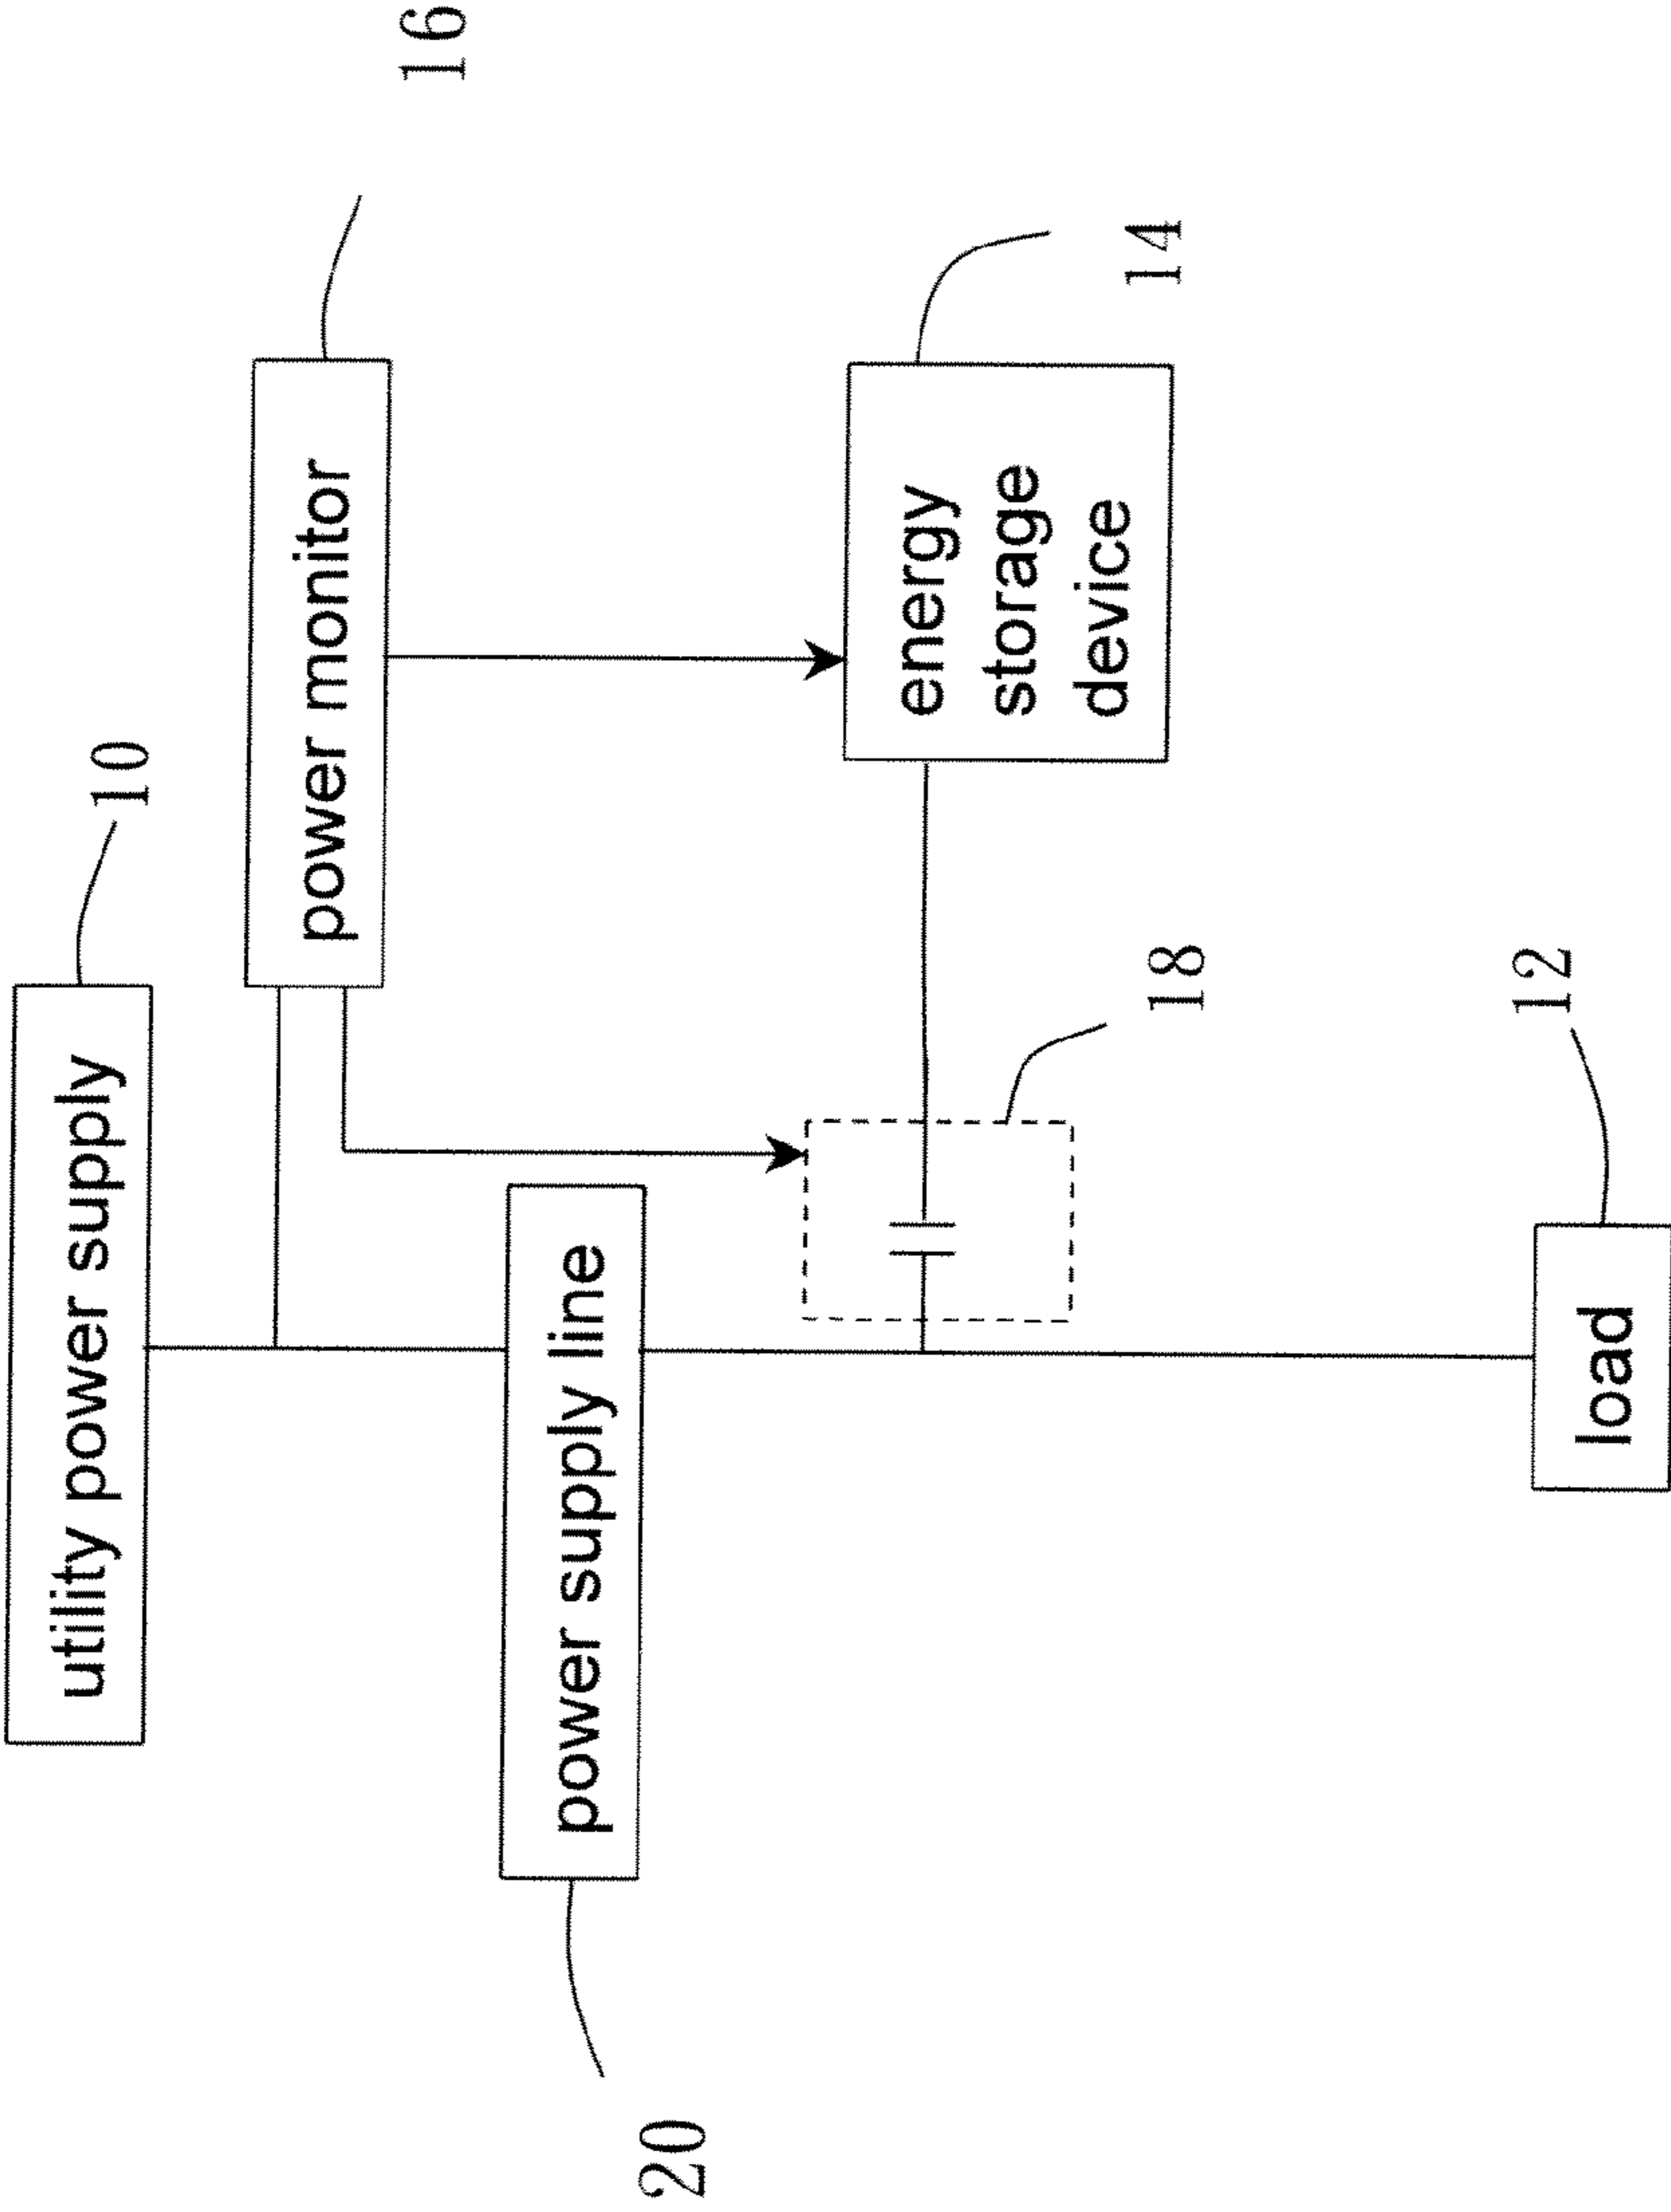 utility power supply
10
power monitor
16
power supply line
20
energy
storage
device
14
18
load
12